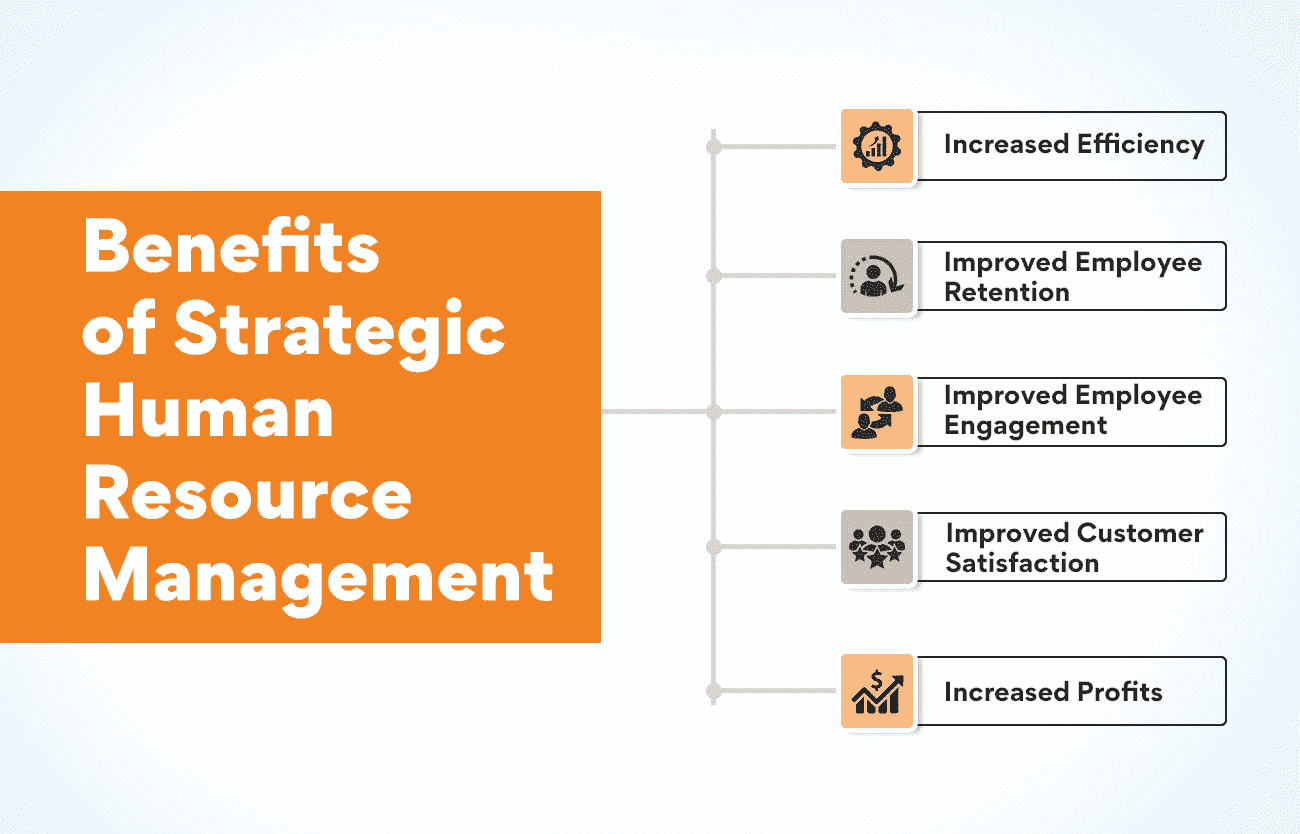 Benefits
of Strategic
Human
Resource
Management
Increased Efficiency
Improved Employee
Retention
Improved Employee
Engagement
Improved Customer
Satisfaction
$
Increased Profits